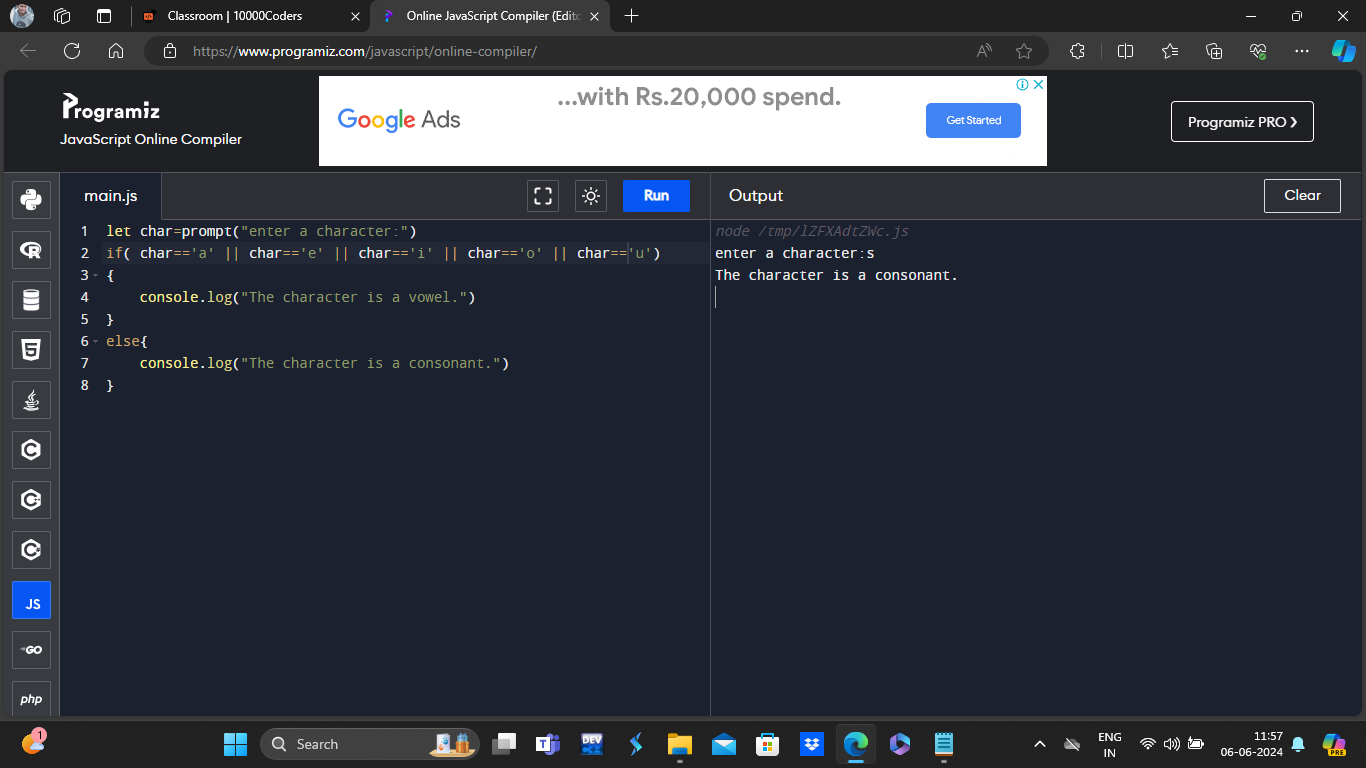 Classroom | 10000Coders
Online JavaScript Compiler (Edito
https://www.programiz.com/javascript/online-compiler/
Programiz
JavaScript Online Compiler
...with Rs.20,000 spend.
Google Ads
Get Started
Programiz PRO ❯
main.js
Run
Output
Clear
1 let char=prompt("enter a character:")
2 if( char=='a' || char=='e' || char=='i' || char=='o' || char=='u')
3 {
4 console.log("The character is a vowel.")
5 }
6 else{
7 console.log("The character is a consonant.")
8 }
node /tmp/lZFXAdtZWc.js
enter a character:s
The character is a consonant.
JS
GO
php
1
Search
DEV
ENG
IN
11:57
06-06-2024
PRE